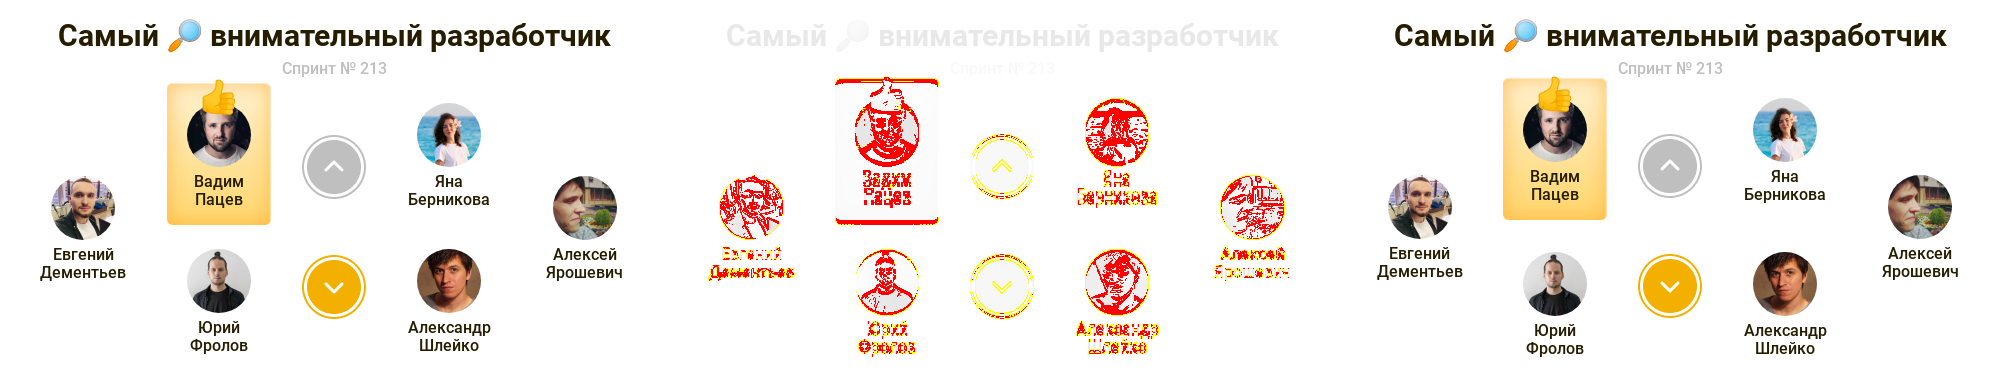 Самый 🔎 внимательный разработчик
Спринт № 213
Вадим
Пацев
Яна
Берникова
Евгений
Дементьев
Алексей
Ярошевич
Юрий
Фролов
Александр
Шлейко
Самый 🔎 внимательный разработчик
Спринт № 213
Вадим
Пацев
Яна
Берникова
Евгений
Дементьев
Алексей
Ярошевич
Юрий
Фролов
Александр
Шлейко
Самый 🔎 внимательный разработчик
Спринт № 213
Вадим
Пацев
Яна
Берникова
Евгений
Дементьев
Алексей
Ярошевич
Юрий
Фролов
Александр
Шлейко